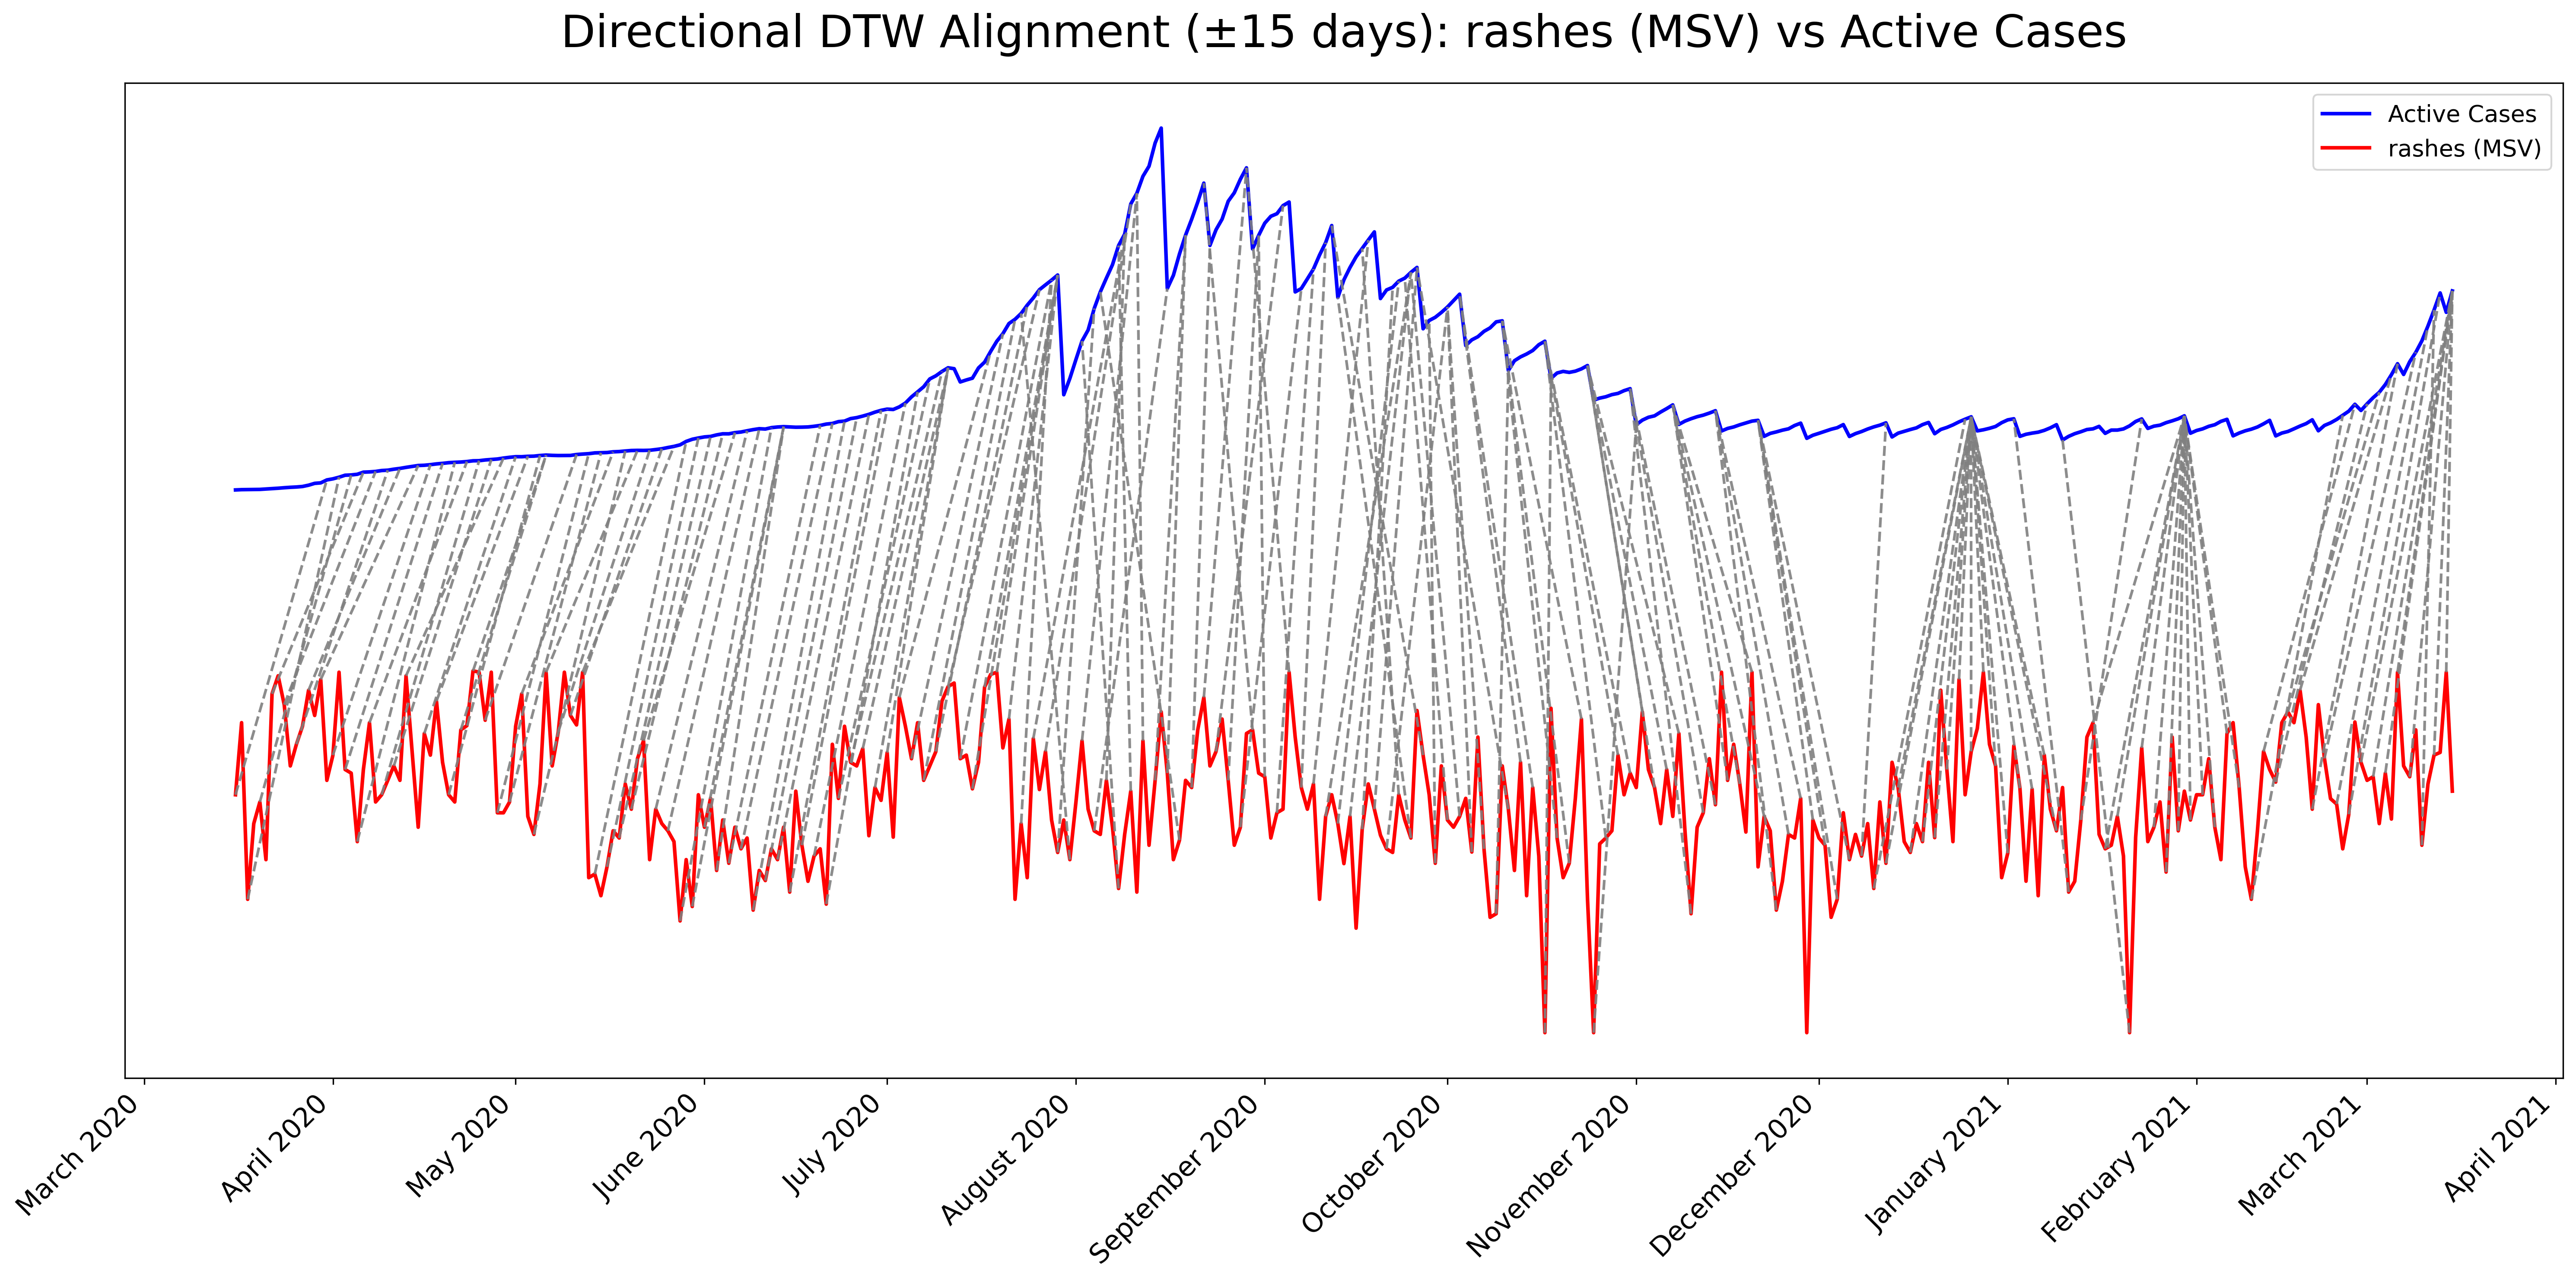 Directional DTW Alignment (±15 days): rashes (MSV) vs Active Cases
Active Cases
rashes (MSV)
March 2020
April 2020
May 2020
June 2020
July 2020
August 2020
September 2020
October 2020
November 2020
December 2020
January 2021
February 2021
March 2021
April 2021